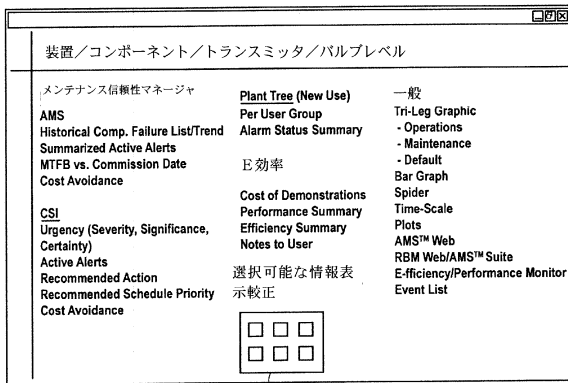 装置／コンポーネント／トランスミッタ／バルブレベル
メンテナンス信頼性マネージャ
AMS
Historical Comp. Failure List/Trend
Summarized Active Alerts
MTFB vs. Commission Date
Cost Avoidance
CSI
Urgency (Severity, Significance,
Certainty)
Active Alerts
Recommended Action
Recommended Schedule Priority
Cost Avoidance
Plant Tree (New Use)
Per User Group
Alarm Status Summary
E効率
Cost of Demonstrations
Performance Summary
Efficiency Summary
Notes to User
選択可能な情報表
示較正
一般
Tri-Leg Graphic
- Operations
- Maintenance
- Default
Bar Graph
Spider
Time-Scale
Plots
AMS™ Web
RBM Web/AMS™ Suite
E-fficiency/Performance Monitor
Event List